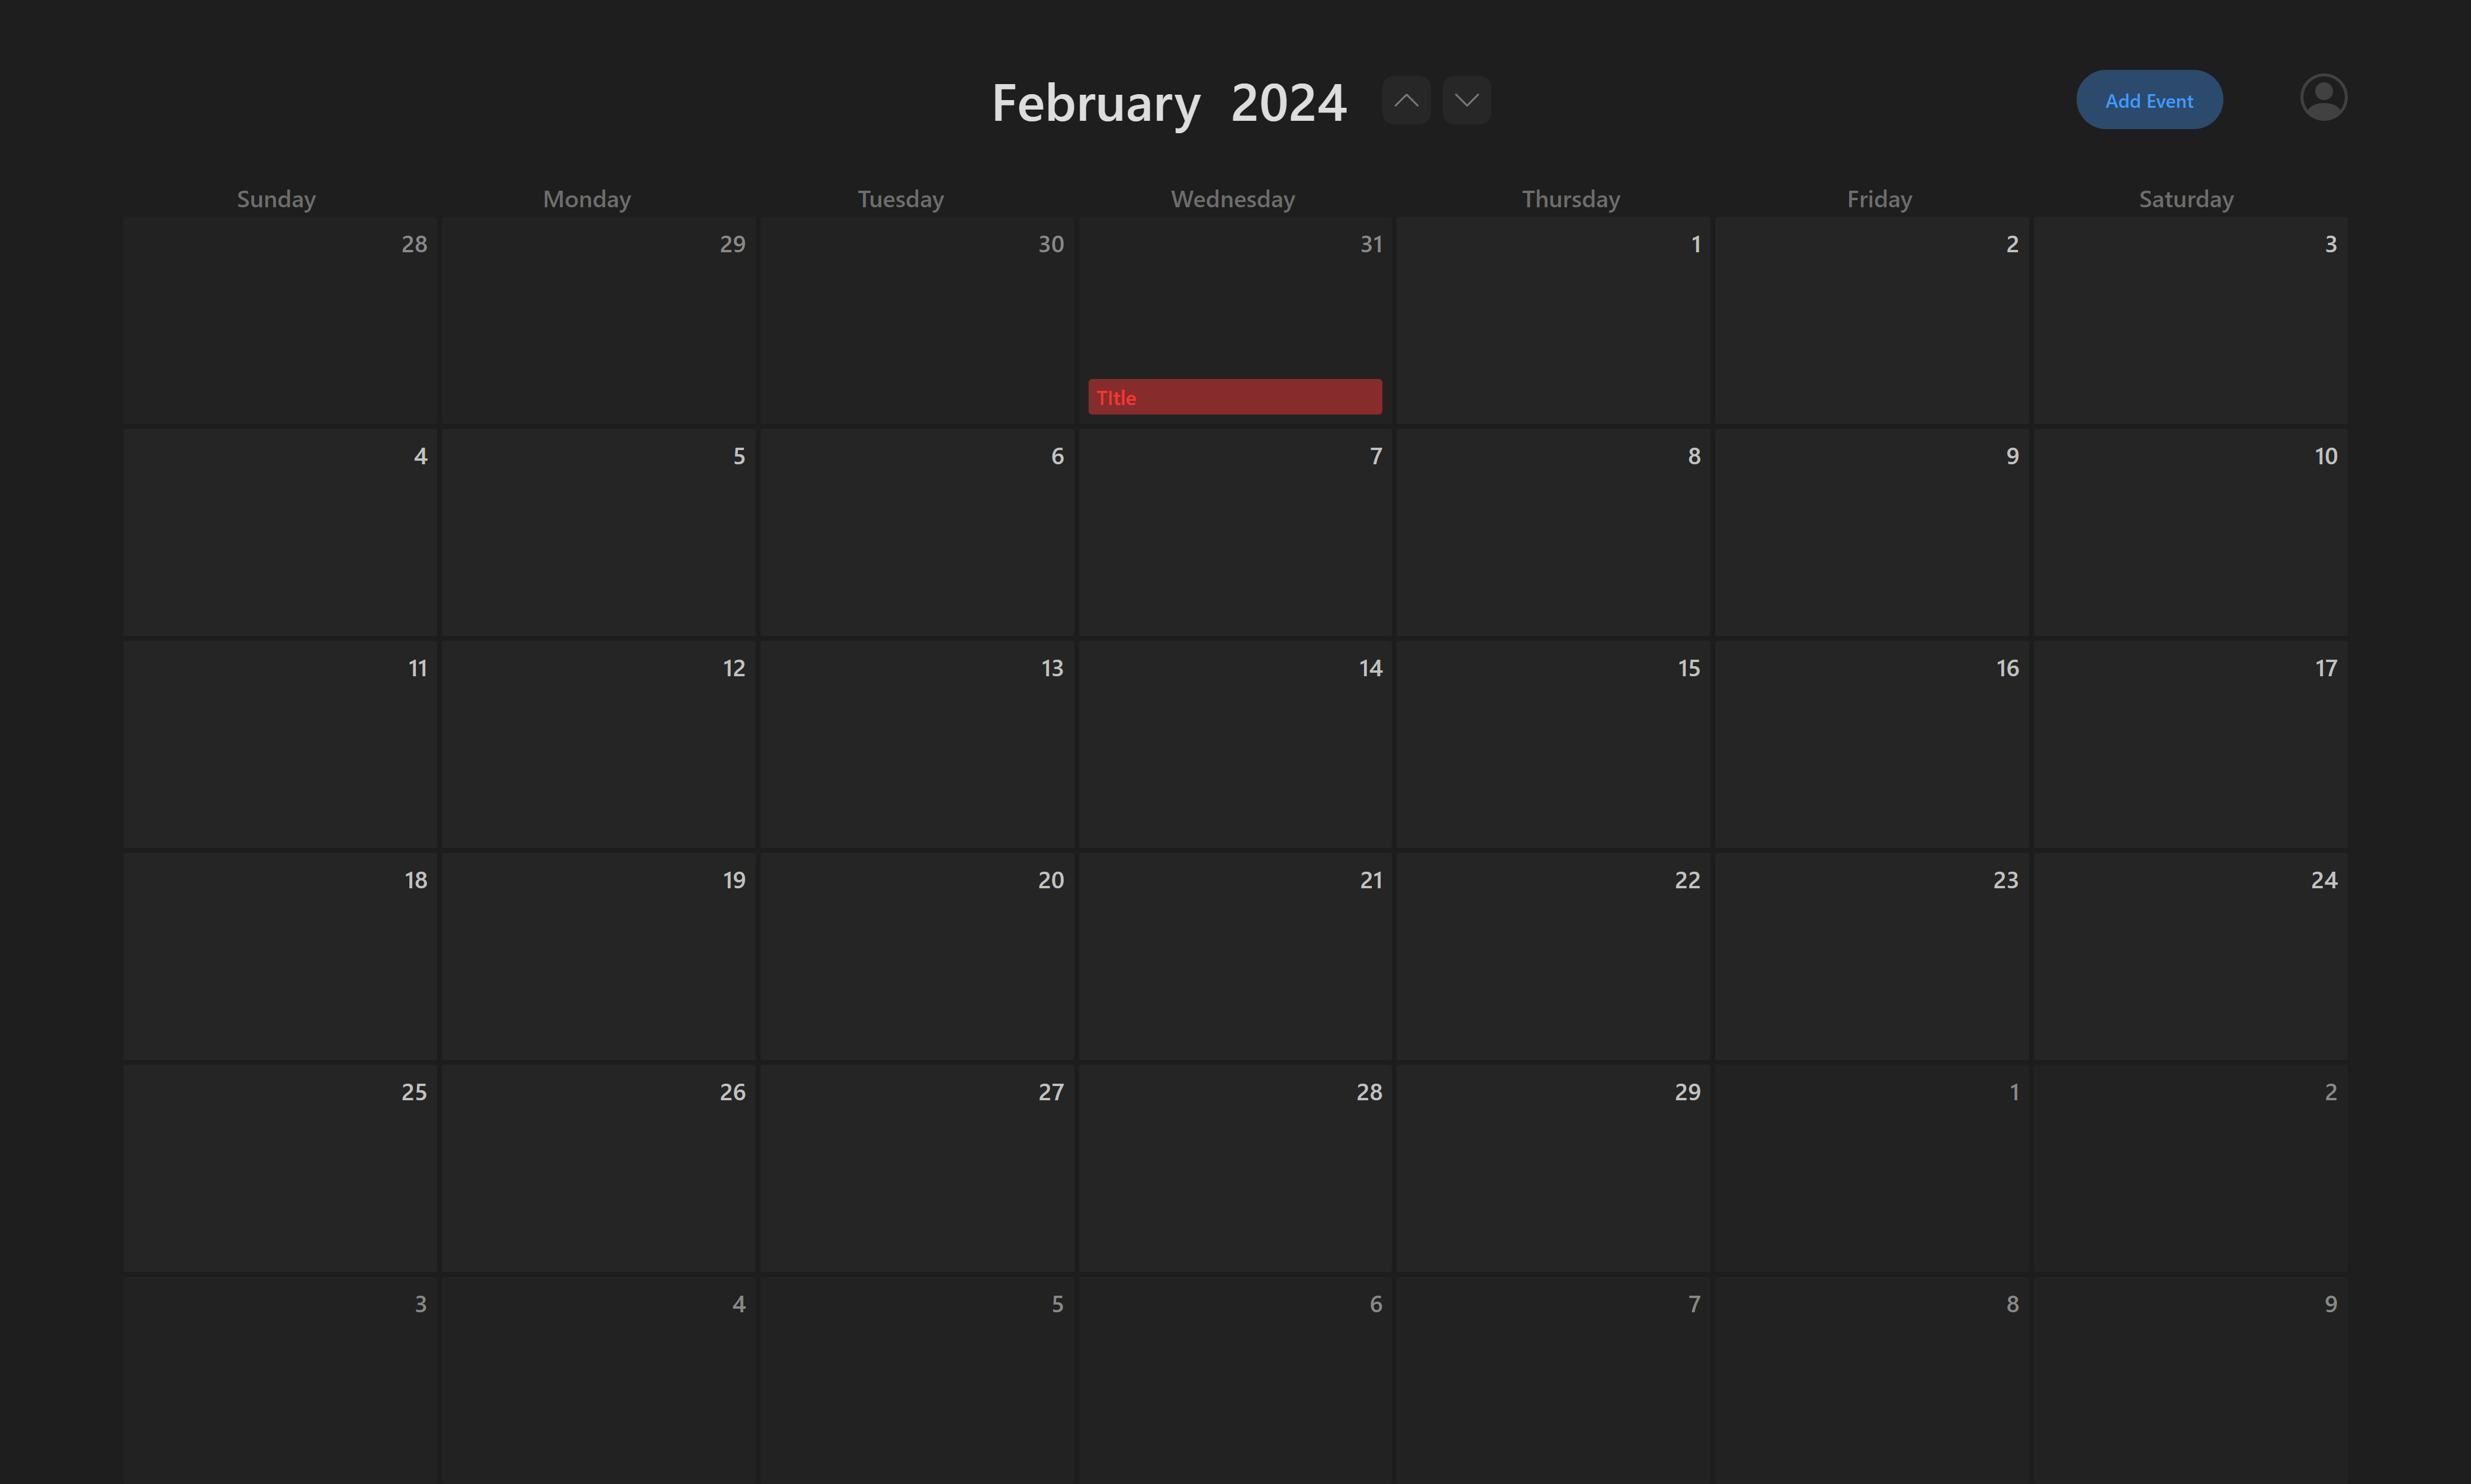 February 2024
Add Event
Sunday Monday Tuesday Wednesday Thursday Friday Saturday
28 29 30 31 1 2 3
TItle
4 5 6 7 8 9 10
11 12 13 14 15 16 17
18 19 20 21 22 23 24
25 26 27 28 29 1 2
3 4 5 6 7 8 9